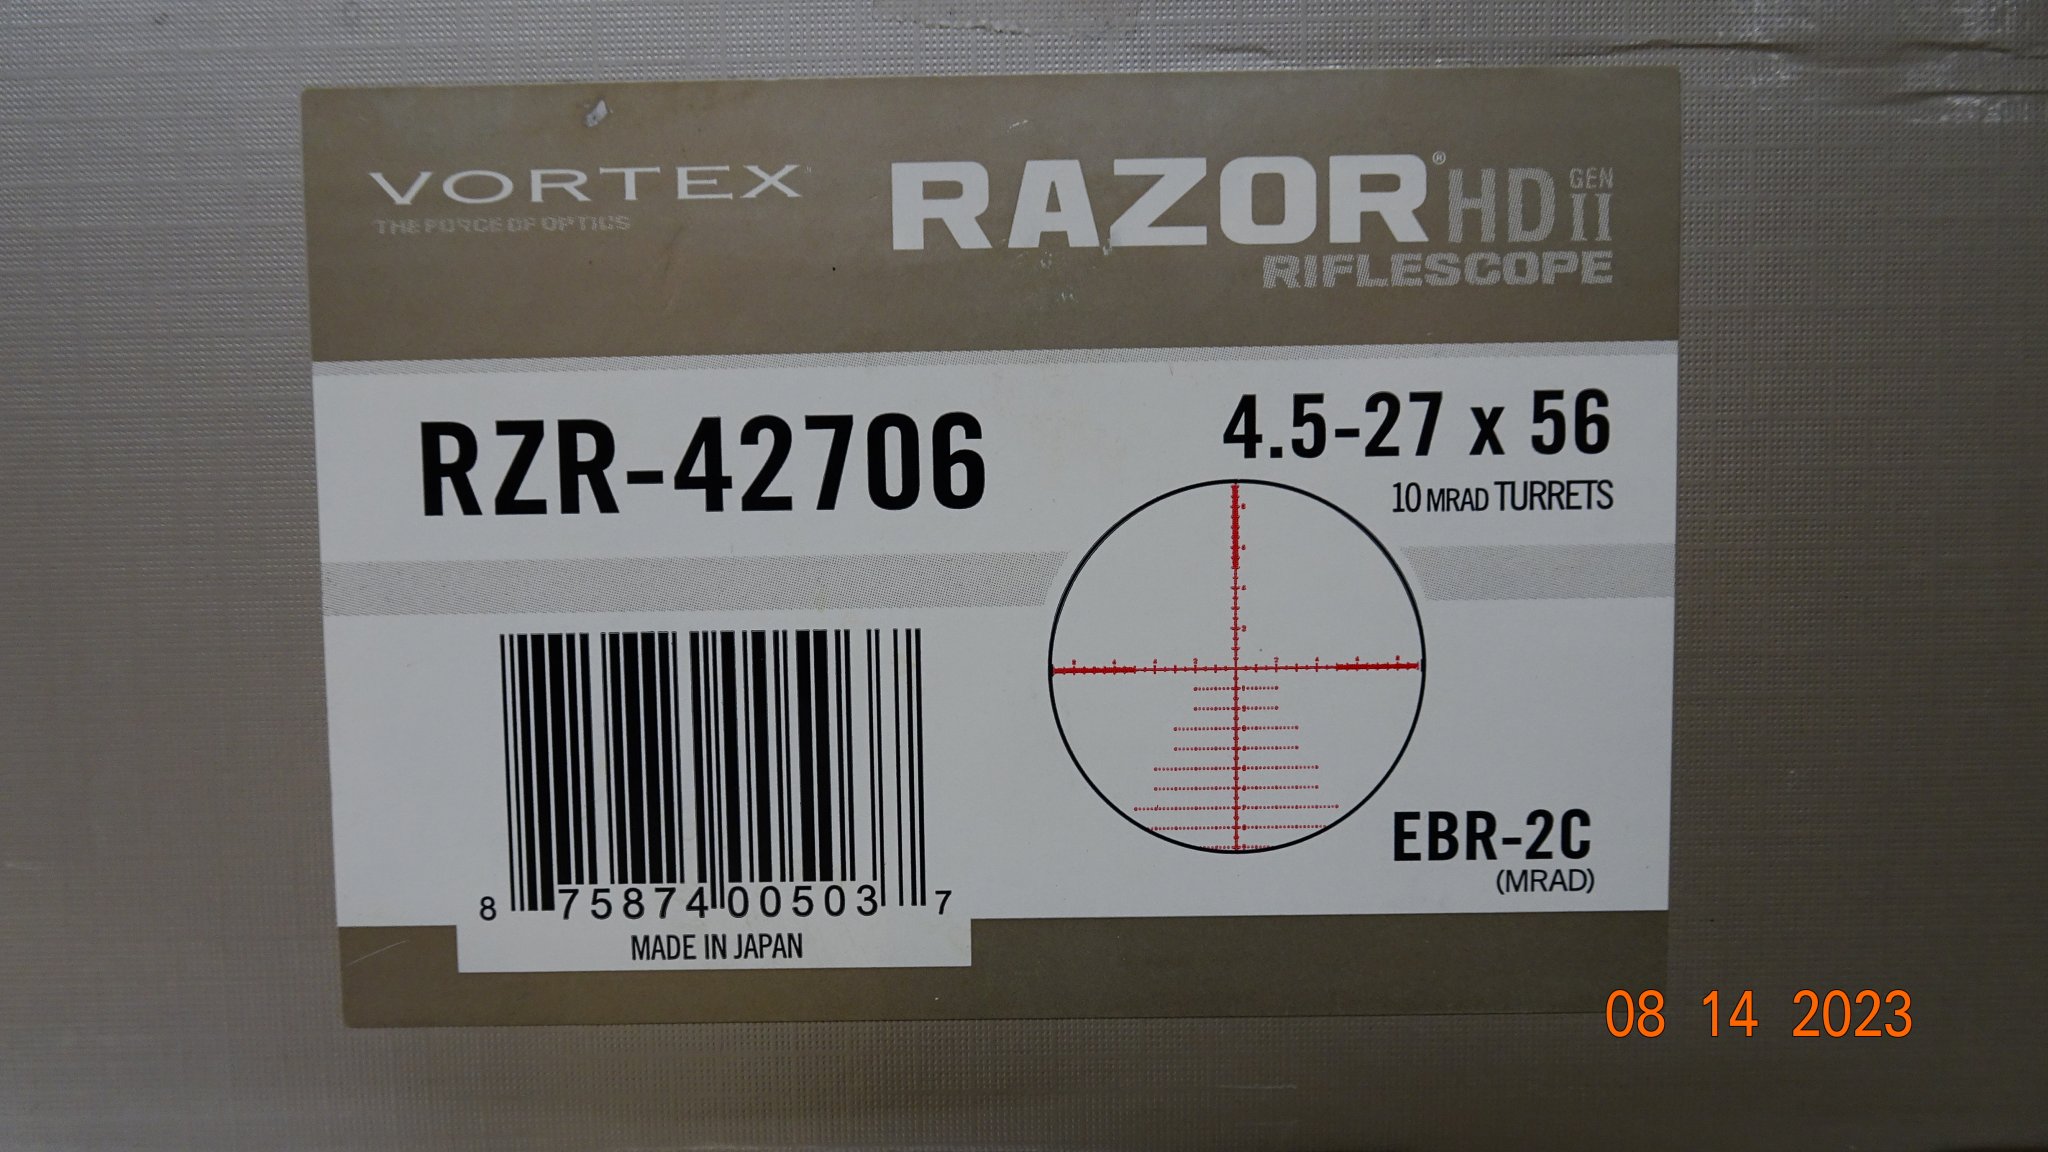 VORTEX
THE FORCE OF OPTICS
RAZOR® HD GEN II
RIFLESCOPE
RZR-42706
4.5-27 x 56
10 MRAD TURRETS
EBR-2C
(MRAD)
8 75874 00503 7
MADE IN JAPAN
08 14 2023